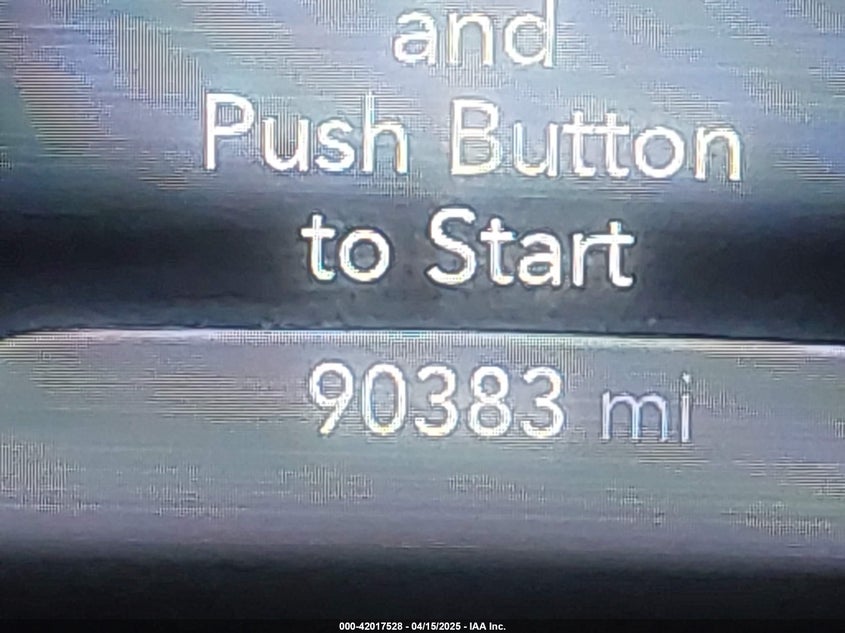 and
Push Button
to Start
90383 mi
000-42017528 - 04/15/2025 - IAA Inc.